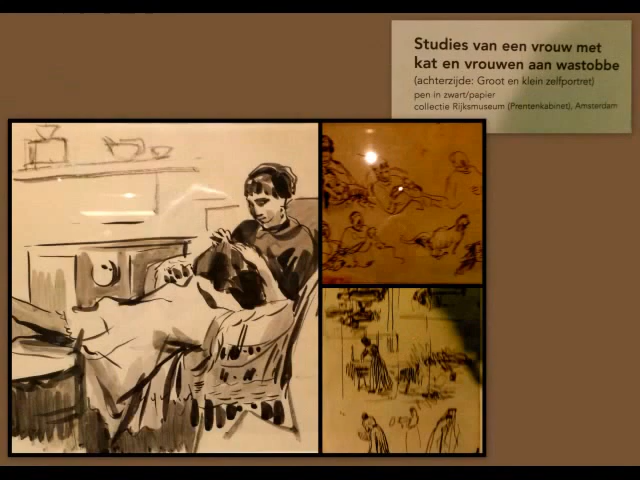 Studies van een vrouw met
kat en vrouwen aan wastobbe
(achterzijde: Groot en klein zelfportret)
pen in zwart/papier
collectie Rijksmuseum (Prentenkabinet), Amsterdam